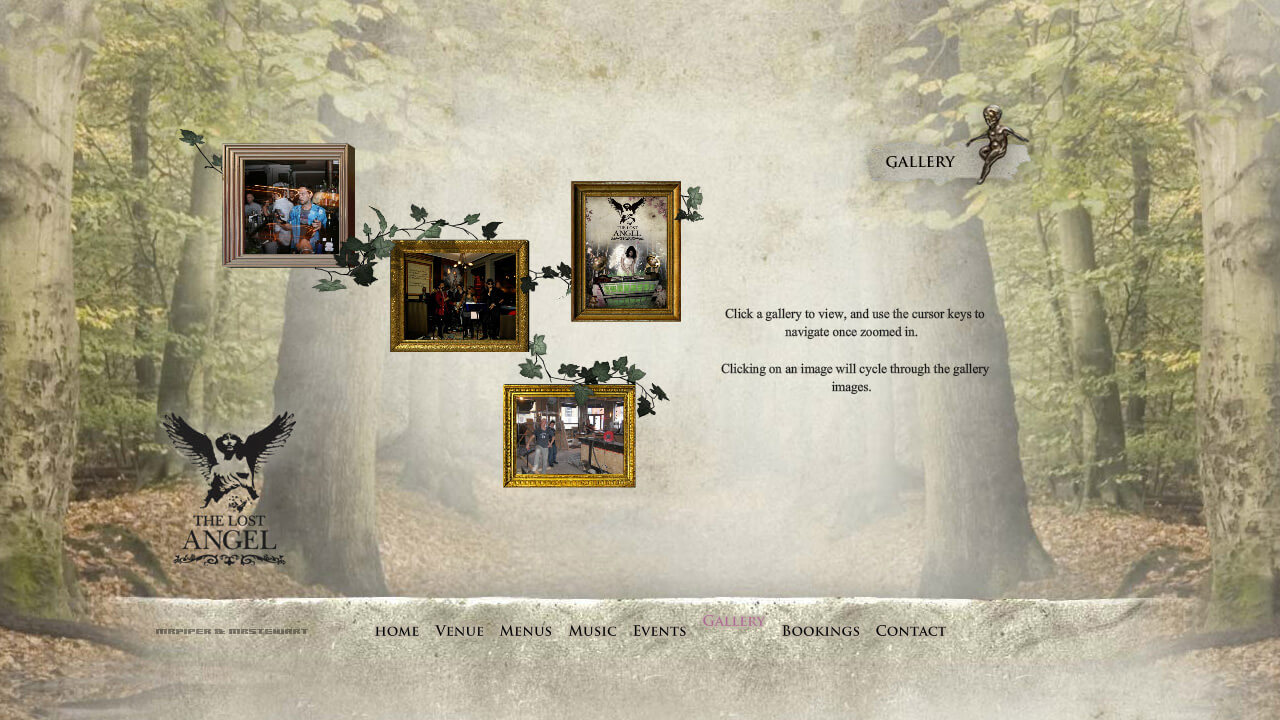 GALLERY
THE LOST
ANGEL
Click a gallery to view, and use the cursor keys to
navigate once zoomed in.
Clicking on an image will cycle through the gallery
images.
THE LOST
ANGEL
MRPIPER & MRSTEWART
HOME VENUE MENUS MUSIC EVENTS GALLERY BOOKINGS CONTACT